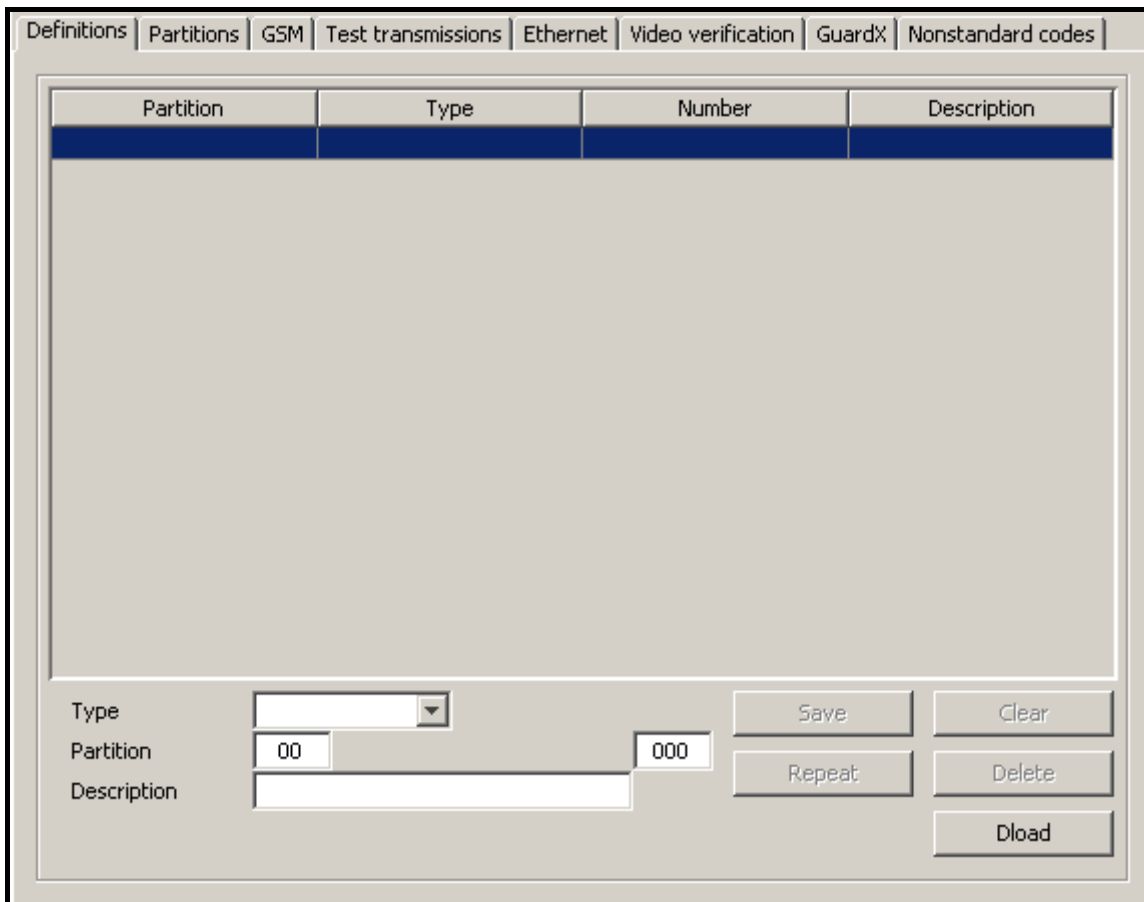 Definitions Partitions GSM Test transmissions Ethernet Video verification GuardX Nonstandard codes
Partition Type Number Description
Type Save Clear
Partition 00 000
Repeat Delete
Description
Dload